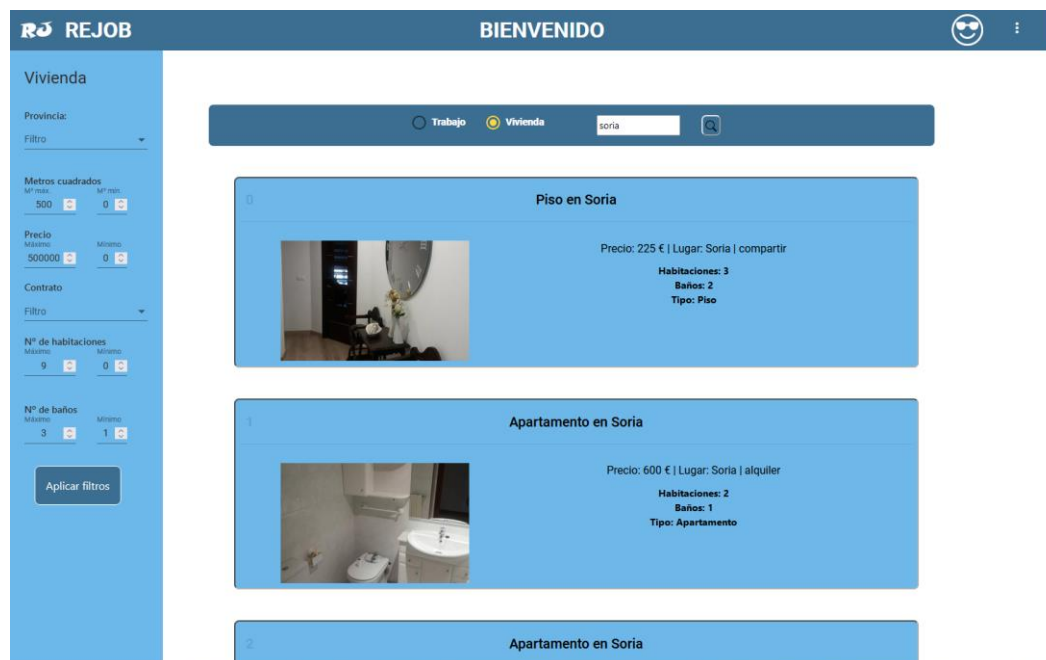 RJ REJOB
BIENVENIDO
Vivienda
Provincia:
Filtro
Metros cuadrados
M² máx. M² mín.
500 0
Precio
Máximo Mínimo
500000 0
Contrato
Filtro
Nº de habitaciones
Máximo Mínimo
9 0
Nº de baños
Máximo Mínimo
3 1
Aplicar filtros
Trabajo Vivienda soria
0 Piso en Soria
Precio: 225 € | Lugar: Soria | compartir
Habitaciones: 3
Baños: 2
Tipo: Piso
1 Apartamento en Soria
Precio: 600 € | Lugar: Soria | alquiler
Habitaciones: 2
Baños: 1
Tipo: Apartamento
2 Apartamento en Soria